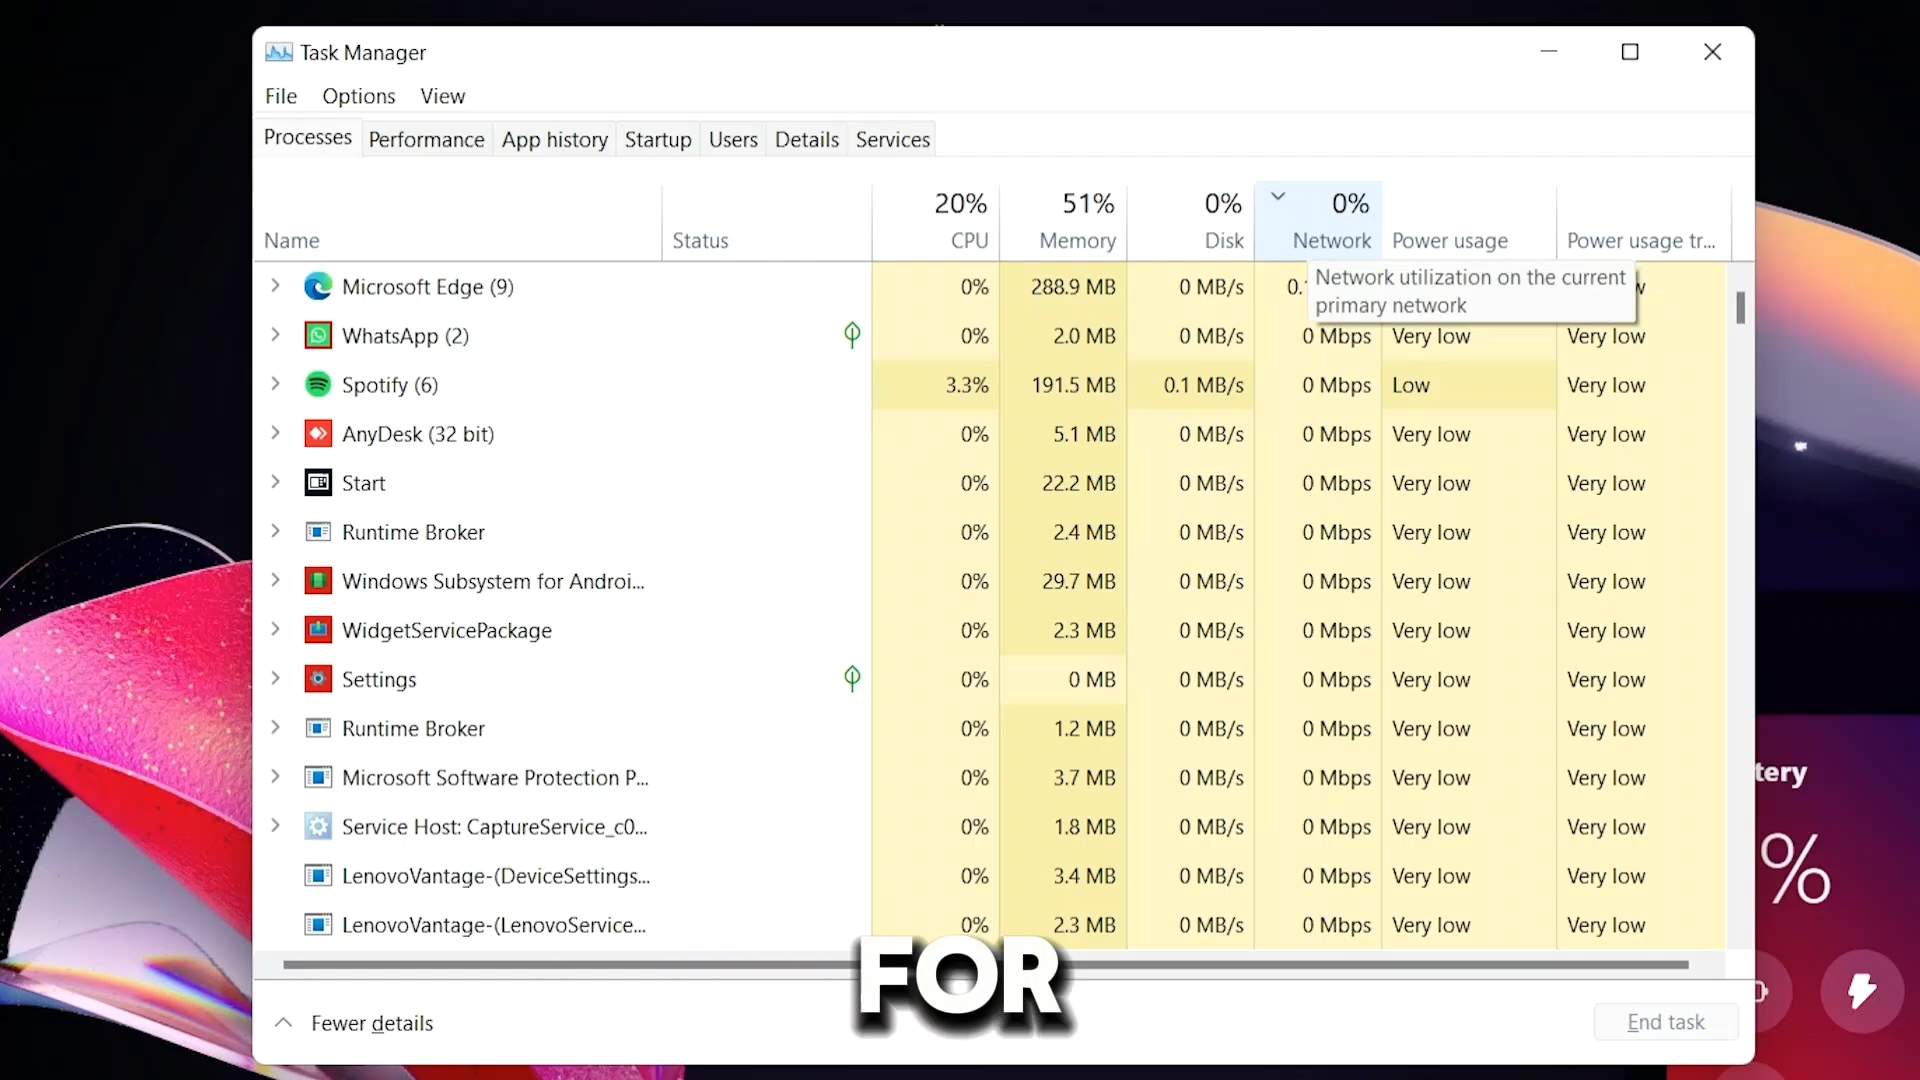 Task Manager
File Options View
Processes Performance App history Startup Users Details Services
20% 51% 0% 0%
Name Status CPU Memory Disk Network Power usage Power usage tr...
Microsoft Edge (9) 0% 288.9 MB 0 MB/s
Network utilization on the current
primary network
WhatsApp (2) 0% 2.0 MB 0 MB/s 0 Mbps Very low Very low
Spotify (6) 3.3% 191.5 MB 0.1 MB/s 0 Mbps Low Very low
AnyDesk (32 bit) 0% 5.1 MB 0 MB/s 0 Mbps Very low Very low
Start 0% 22.2 MB 0 MB/s 0 Mbps Very low Very low
Runtime Broker 0% 2.4 MB 0 MB/s 0 Mbps Very low Very low
Windows Subsystem for Androi... 0% 29.7 MB 0 MB/s 0 Mbps Very low Very low
WidgetServicePackage 0% 2.3 MB 0 MB/s 0 Mbps Very low Very low
Settings 0% 0 MB 0 MB/s 0 Mbps Very low Very low
Runtime Broker 0% 1.2 MB 0 MB/s 0 Mbps Very low Very low
Microsoft Software Protection P... 0% 3.7 MB 0 MB/s 0 Mbps Very low Very low
Service Host: CaptureService_c0... 0% 1.8 MB 0 MB/s 0 Mbps Very low Very low
LenovoVantage-(DeviceSettings... 0% 3.4 MB 0 MB/s 0 Mbps Very low Very low
LenovoVantage-(LenovoService... 0% 2.3 MB 0 MB/s 0 Mbps Very low Very low
tery
%
FOR
Fewer details
End task